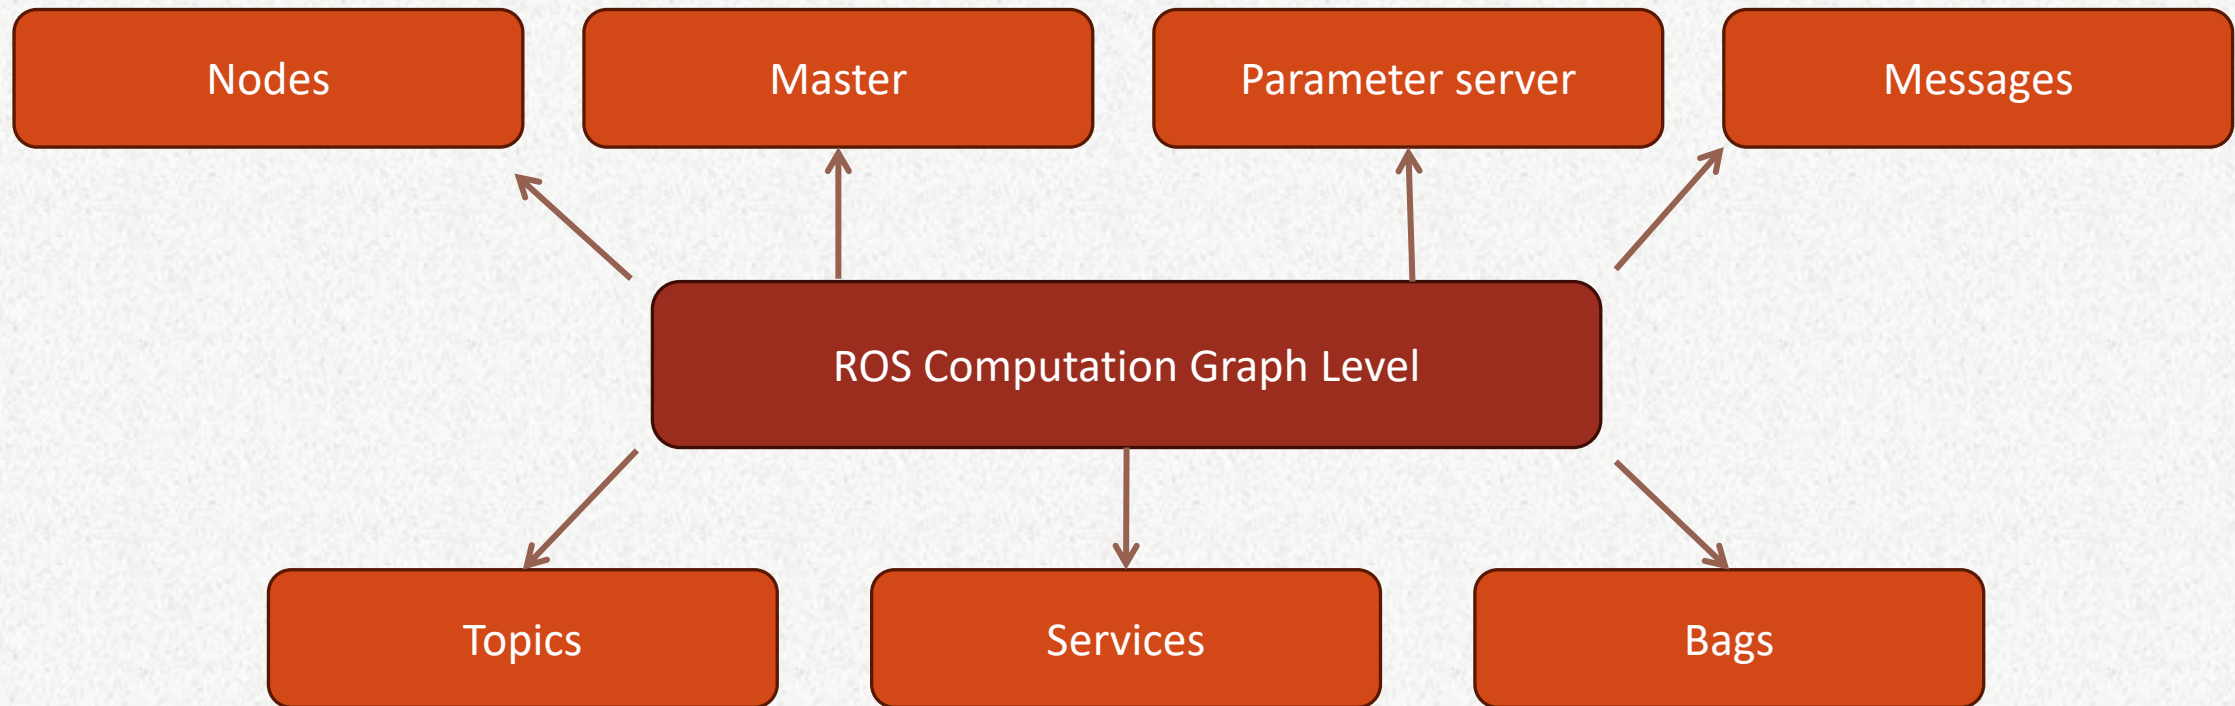 Nodes
Master
Parameter server
Messages
ROS Computation Graph Level
Topics
Services
Bags